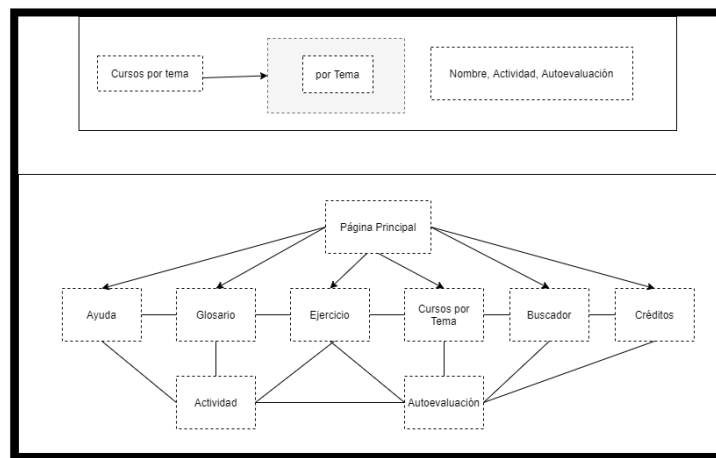 Cursos por tema
por Tema
Nombre, Actividad, Autoevaluación
Página Principal
Ayuda
Glosario
Ejercicio
Cursos por
Tema
Buscador
Créditos
Actividad
Autoevaluación